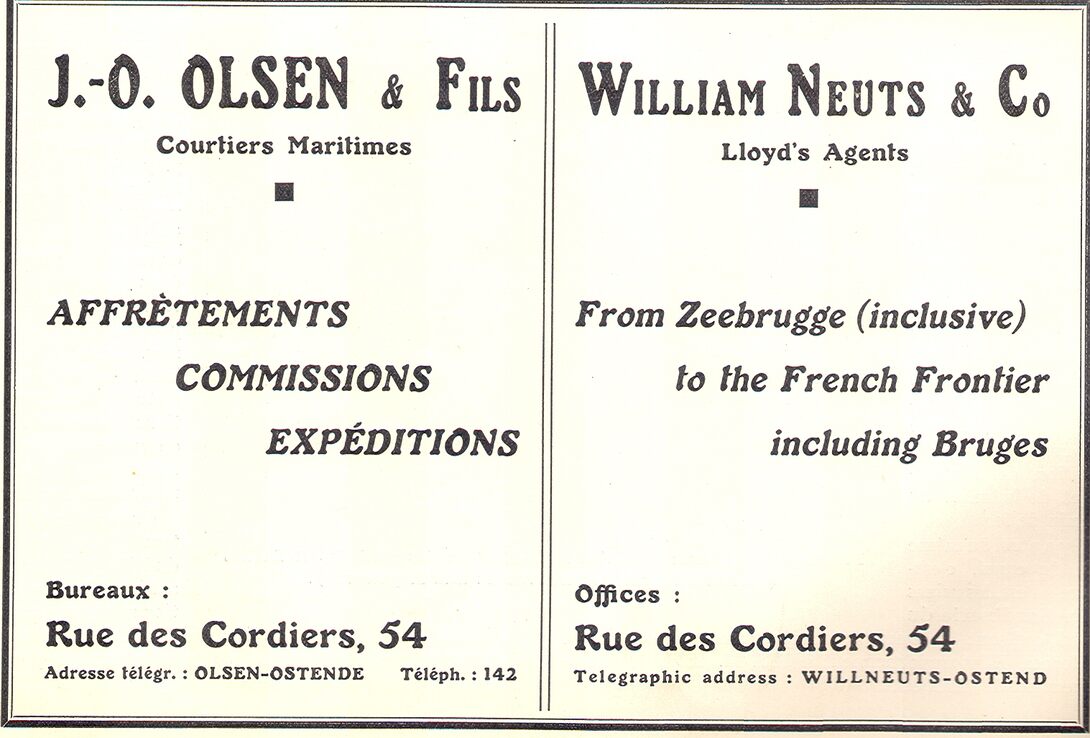 J.-O. OLSEN & FILS
Courtiers Maritimes
AFFRÈTEMENTS
COMMISSIONS
EXPÉDITIONS
Bureaux :
Rue des Cordiers, 54
Adresse télégr. : OLSEN-OSTENDE Téléph. : 142
WILLIAM NEUTS & Co
Lloyd's Agents
From Zeebrugge (inclusive)
to the French Frontier
including Bruges
Offices :
Rue des Cordiers, 54
Telegraphic address : WILLNEUTS-OSTEND